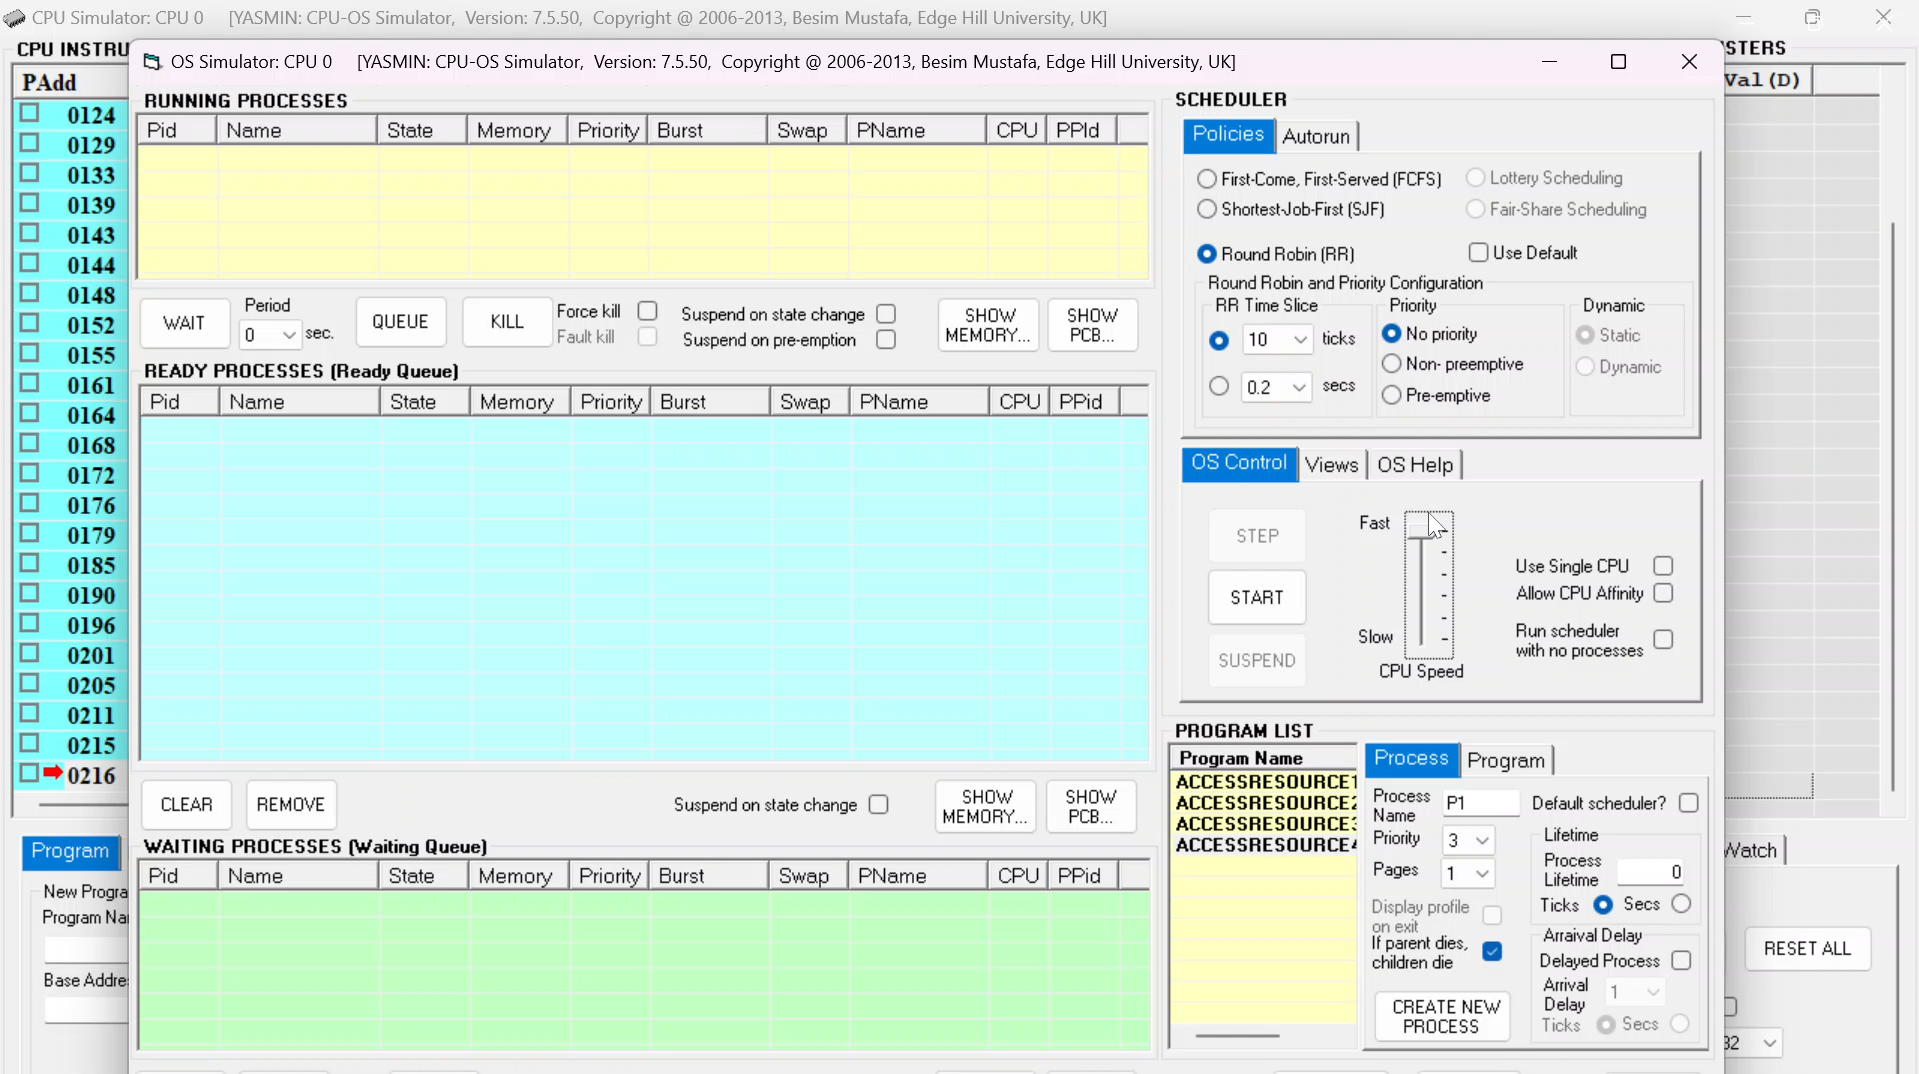 CPU Simulator: CPU 0 [YASMIN: CPU-OS Simulator, Version: 7.5.50, Copyright @ 2006-2013, Besim Mustafa, Edge Hill University, UK]
CPU INSTRU
PAdd
0124
0129
0133
0139
0143
0144
0148
0152
0155
0161
0164
0168
0172
0176
0179
0185
0190
0196
0201
0205
0211
0215
0216
Program
New Progra
Program Na
Base Addre
OS Simulator: CPU 0 [YASMIN: CPU-OS Simulator, Version: 7.5.50, Copyright @ 2006-2013, Besim Mustafa, Edge Hill University, UK]
RUNNING PROCESSES
Pid Name State Memory Priority Burst Swap PName CPU PPId
WAIT
Period
0 sec.
QUEUE
KILL
Force kill
Fault kill
Suspend on state change
Suspend on pre-emption
SHOW
MEMORY...
SHOW
PCB...
READY PROCESSES (Ready Queue)
Pid Name State Memory Priority Burst Swap PName CPU PPid
CLEAR
REMOVE
Suspend on state change
SHOW
MEMORY...
SHOW
PCB...
WAITING PROCESSES (Waiting Queue)
Pid Name State Memory Priority Burst Swap PName CPU PPid
SCHEDULER
Policies Autorun
First-Come, First-Served (FCFS)
Lottery Scheduling
Shortest-Job-First (SJF)
Fair-Share Scheduling
Round Robin (RR)
Use Default
Round Robin and Priority Configuration
RR Time Slice
10 ticks
0.2 secs
Priority
No priority
Non- preemptive
Pre-emptive
Dynamic
Static
Dynamic
OS Control Views OS Help
STEP
START
SUSPEND
Fast
Slow
CPU Speed
Use Single CPU
Allow CPU Affinity
Run scheduler
with no processes
PROGRAM LIST
Program Name
ACCESSRESOURCE1
ACCESSRESOURCE2
ACCESSRESOURCE3
ACCESSRESOURCE4
Process Program
Process
Name
P1
Priority 3
Pages 1
Display profile
on exit
If parent dies,
children die
CREATE NEW
PROCESS
Default scheduler?
Lifetime
Process
Lifetime
0
Ticks Secs
Arraival Delay
Delayed Process
Arrival
Delay
1
Ticks Secs
STERS
Val (D)
Watch
RESET ALL
32